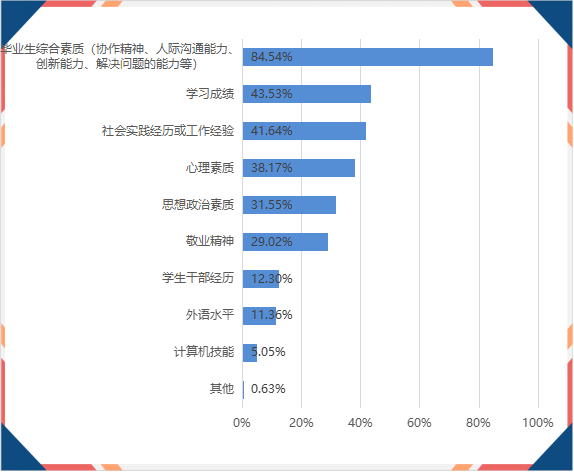 毕业生综合素质（协作精神、人际沟通能力、
创新能力、解决问题的能力等）
84.54%
学习成绩
43.53%
社会实践经历或工作经验
41.64%
心理素质
38.17%
思想政治素质
31.55%
敬业精神
29.02%
学生干部经历
12.30%
外语水平
11.36%
计算机技能
5.05%
其他
0.63%
0%
20%
40%
60%
80%
100%